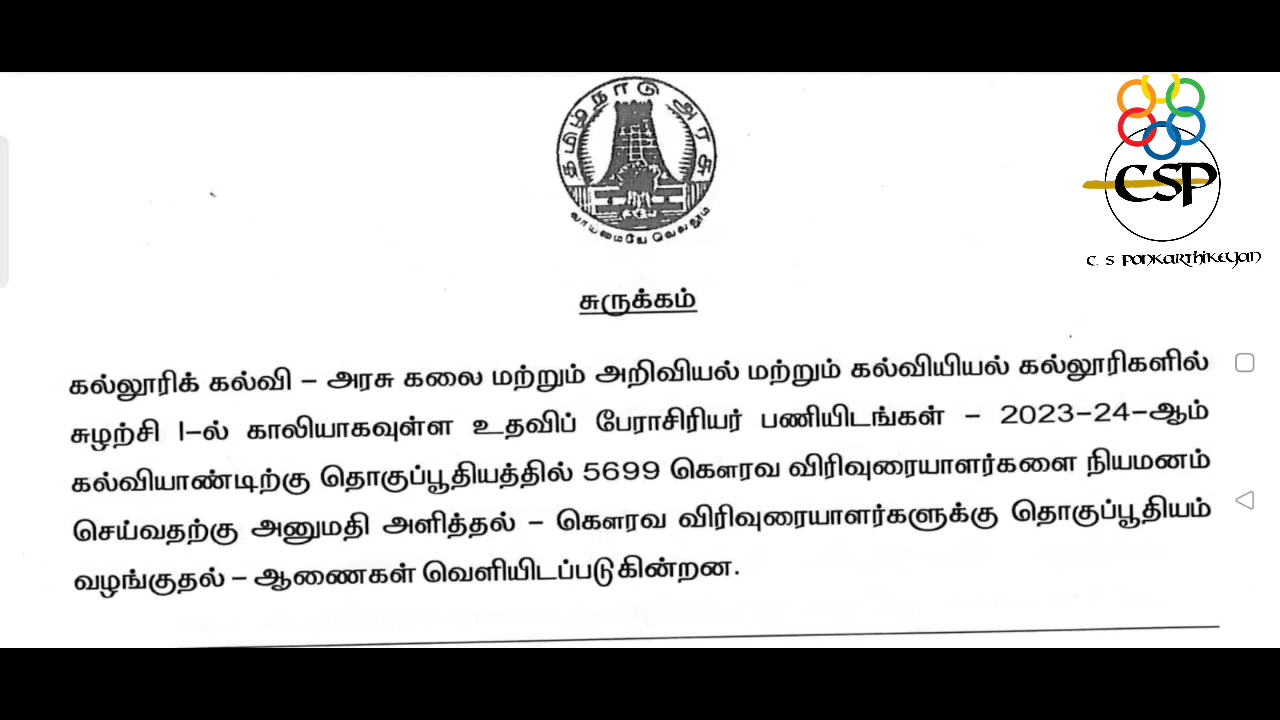 தமிழ்நாடு அரசு
வாய்மையே வெல்லும்
CSP
C. S PONKARTHIKEYAN
சுருக்கம்
கல்லூரிக் கல்வி – அரசு கலை மற்றும் அறிவியல் மற்றும் கல்வியியல் கல்லூரிகளில்
சுழற்சி I–ல் காலியாகவுள்ள உதவிப் பேராசிரியர் பணியிடங்கள் – 2023–24–ஆம்
கல்வியாண்டிற்கு தொகுப்பூதியத்தில் 5699 கௌரவ விரிவுரையாளர்களை நியமனம்
செய்வதற்கு அனுமதி அளித்தல் – கௌரவ விரிவுரையாளர்களுக்கு தொகுப்பூதியம்
வழங்குதல் – ஆணைகள் வெளியிடப்படுகின்றன.